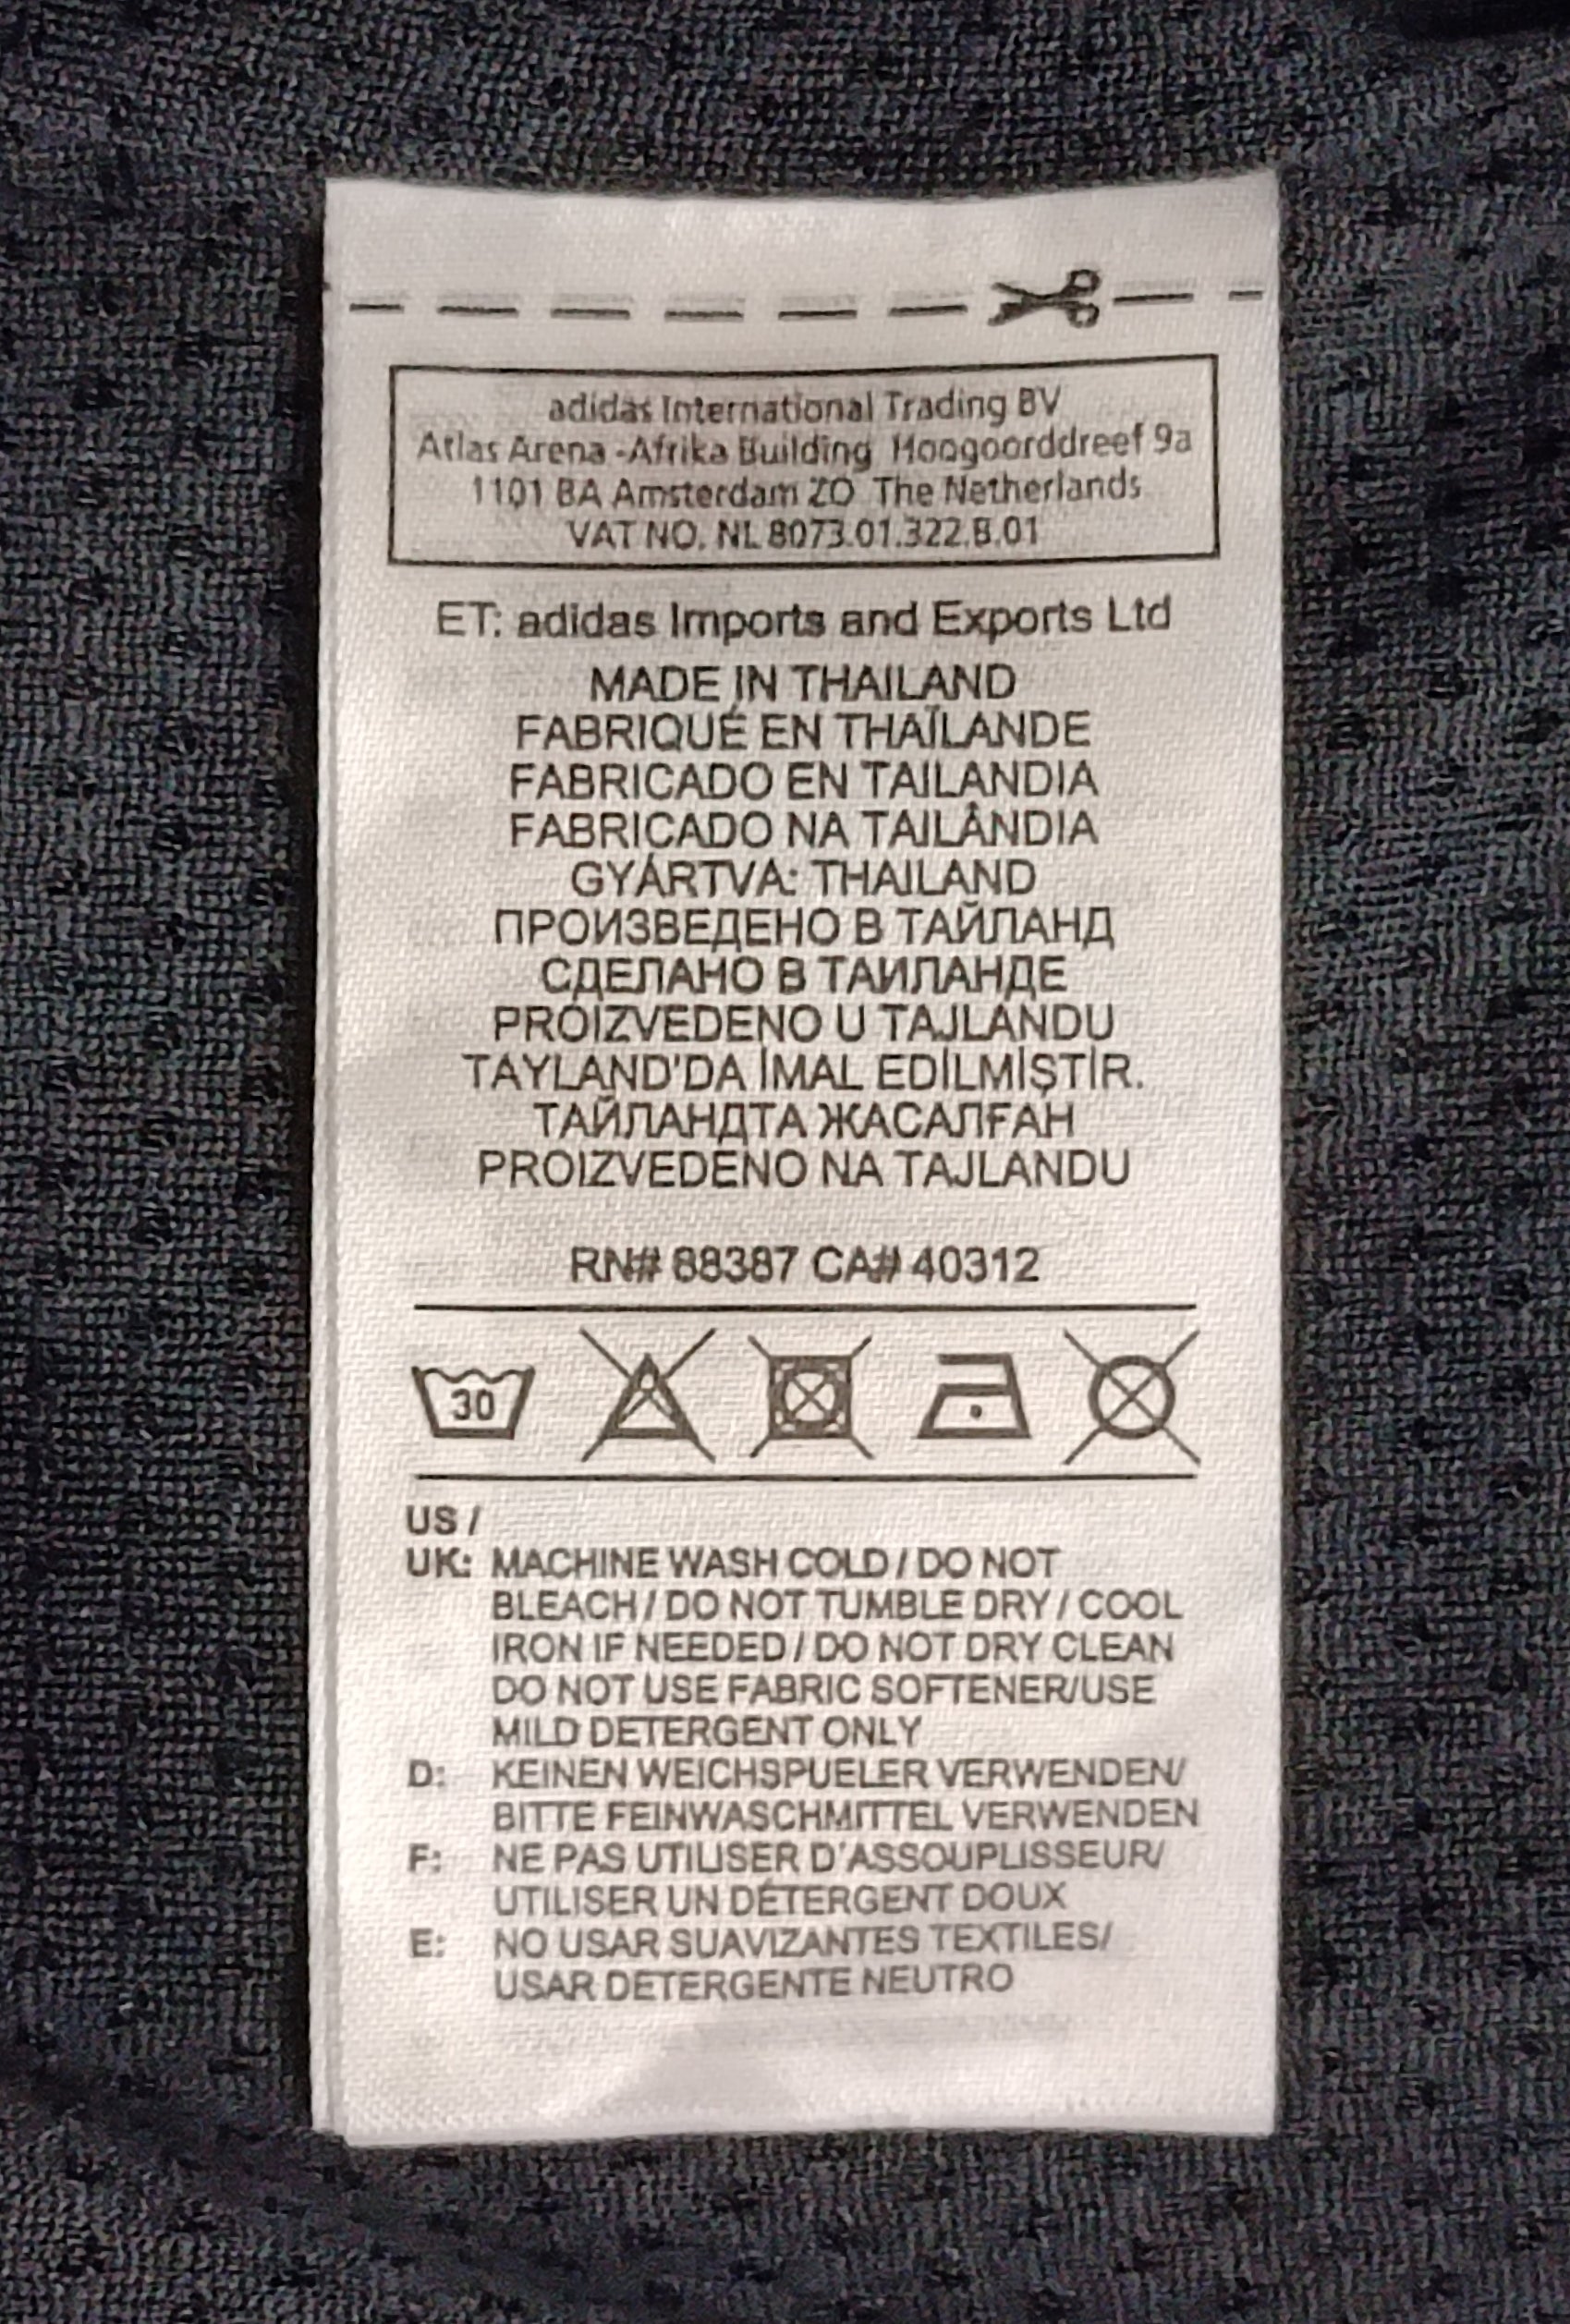 adidas International Trading BV
Atlas Arena -Afrika Building Hoogoorddreef 9a
1101 BA Amsterdam ZO The Netherlands
VAT NO. NL 8073.01.322.B.01
ET: adidas Imports and Exports Ltd
MADE IN THAILAND
FABRIQUÉ EN THAÏLANDE
FABRICADO EN TAILANDIA
FABRICADO NA TAILÂNDIA
GYÁRTVA: THAILAND
ПРОИЗВЕДЕНО В ТАЙЛАНД
СДЕЛАНО В ТАИЛАНДЕ
PROIZVEDENO U TAJLANDU
TAYLAND'DA İMAL EDİLMİŞTİR.
ТАЙЛАНДТА ЖАСАЛҒАН
PROIZVEDENO NA TAJLANDU
RN# 88387 CA# 40312
30
US /
UK: MACHINE WASH COLD / DO NOT
BLEACH / DO NOT TUMBLE DRY / COOL
IRON IF NEEDED / DO NOT DRY CLEAN
DO NOT USE FABRIC SOFTENER/USE
MILD DETERGENT ONLY
D: KEINEN WEICHSPUELER VERWENDEN/
BITTE FEINWASCHMITTEL VERWENDEN
F: NE PAS UTILISER D'ASSOUPLISSEUR/
UTILISER UN DÉTERGENT DOUX
E: NO USAR SUAVIZANTES TEXTILES/
USAR DETERGENTE NEUTRO